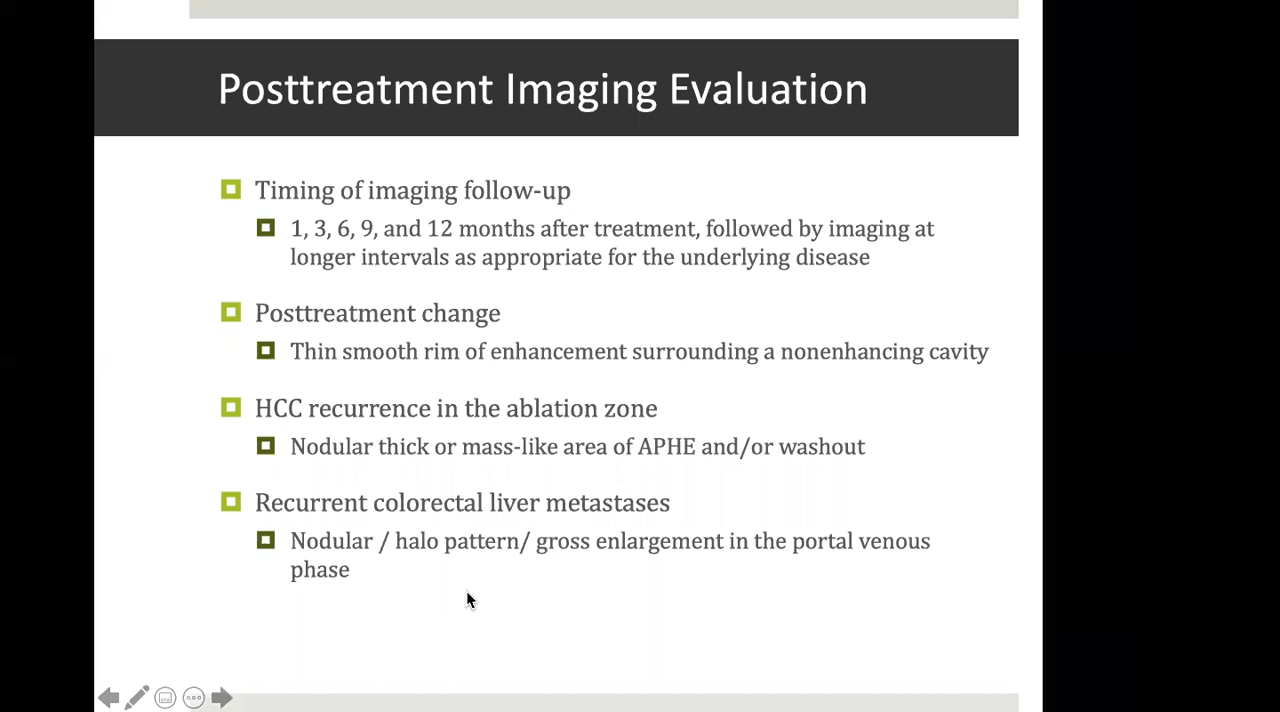 Posttreatment Imaging Evaluation
Timing of imaging follow-up
1, 3, 6, 9, and 12 months after treatment, followed by imaging at
longer intervals as appropriate for the underlying disease
Posttreatment change
Thin smooth rim of enhancement surrounding a nonenhancing cavity
HCC recurrence in the ablation zone
Nodular thick or mass-like area of APHE and/or washout
Recurrent colorectal liver metastases
Nodular / halo pattern/ gross enlargement in the portal venous
phase